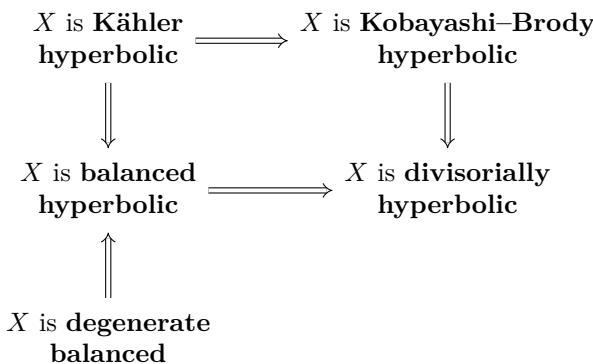 X is Kähler
hyperbolic
X is Kobayashi–Brody
hyperbolic
X is balanced
hyperbolic
X is divisorially
hyperbolic
X is degenerate
balanced